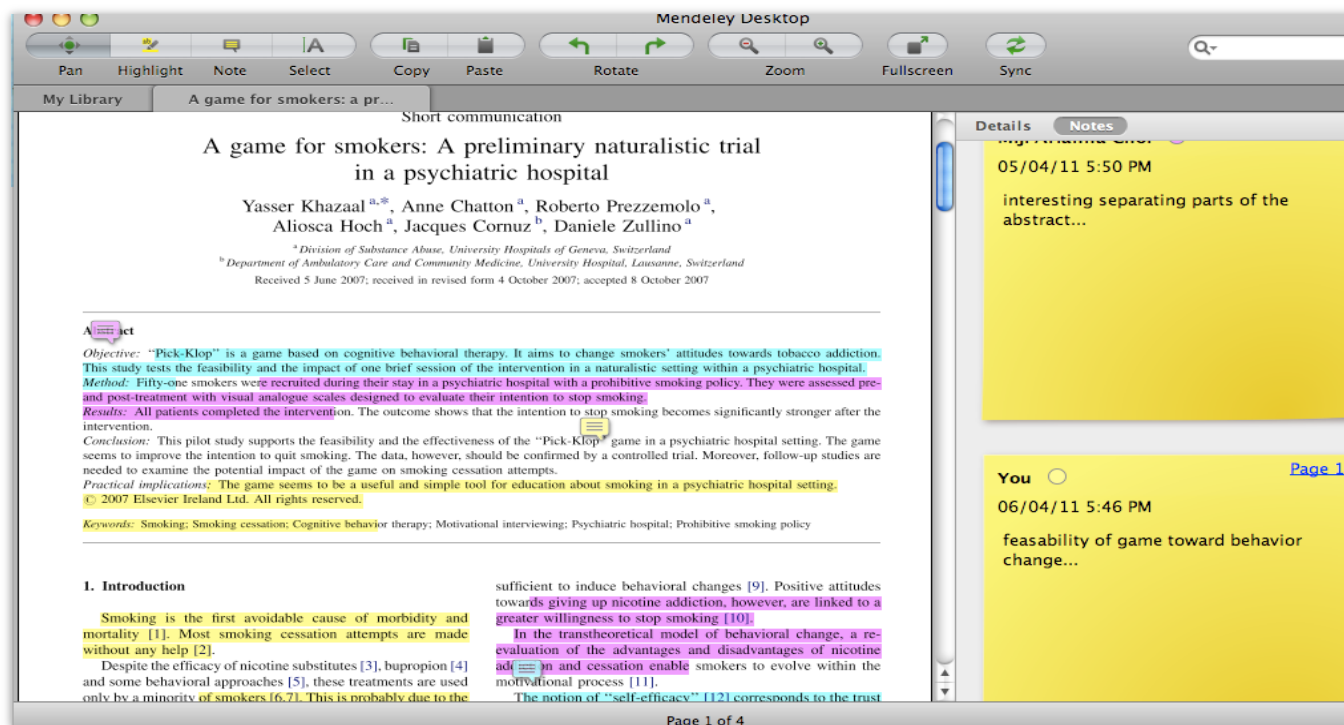 Mendeley Desktop
Pan Highlight Note Select Copy Paste Rotate Zoom Fullscreen Sync
My Library A game for smokers: a pr...
Short communication
A game for smokers: A preliminary naturalistic trial
in a psychiatric hospital
Yasser Khazaal a,*, Anne Chatton a, Roberto Prezzemolo a,
Aliosca Hoch a, Jacques Cornuz b, Daniele Zullino a
a Division of Substance Abuse, University Hospitals of Geneva, Switzerland
b Department of Ambulatory Care and Community Medicine, University Hospital, Lausanne, Switzerland
Received 5 June 2007; received in revised form 4 October 2007; accepted 8 October 2007
Objective: “Pick-Klop” is a game based on cognitive behavioral therapy. It aims to change smokers’ attitudes towards tobacco addiction.
This study tests the feasibility and the impact of one brief session of the intervention in a naturalistic setting within a psychiatric hospital.
Method: Fifty-one smokers were recruited during their stay in a psychiatric hospital with a prohibitive smoking policy. They were assessed pre-
and post-treatment with visual analogue scales designed to evaluate their intention to stop smoking.
Results: All patients completed the intervention. The outcome shows that the intention to stop smoking becomes significantly stronger after the
intervention.
Conclusion: This pilot study supports the feasibility and the effectiveness of the “Pick-Klop” game in a psychiatric hospital setting. The game
seems to improve the intention to quit smoking. The data, however, should be confirmed by a controlled trial. Moreover, follow-up studies are
needed to examine the potential impact of the game on smoking cessation attempts.
Practical implications: The game seems to be a useful and simple tool for education about smoking in a psychiatric hospital setting.
© 2007 Elsevier Ireland Ltd. All rights reserved.
Keywords: Smoking; Smoking cessation; Cognitive behavior therapy; Motivational interviewing; Psychiatric hospital; Prohibitive smoking policy
1. Introduction
Smoking is the first avoidable cause of morbidity and
mortality [1]. Most smoking cessation attempts are made
without any help [2].
Despite the efficacy of nicotine substitutes [3], bupropion [4]
and some behavioral approaches [5], these treatments are used
only by a minority of smokers [6,7]. This is probably due to the
sufficient to induce behavioral changes [9]. Positive attitudes
towards giving up nicotine addiction, however, are linked to a
greater willingness to stop smoking [10].
In the transtheoretical model of behavioral change, a re-
evaluation of the advantages and disadvantages of nicotine
and cessation enable smokers to evolve within the
motivational process [11].
The notion of “self-efficacy” [12] corresponds to the trust
Details Notes
05/04/11 5:50 PM
interesting separating parts of the
abstract...
You Page 1
06/04/11 5:46 PM
feasability of game toward behavior
change...
Page 1 of 4